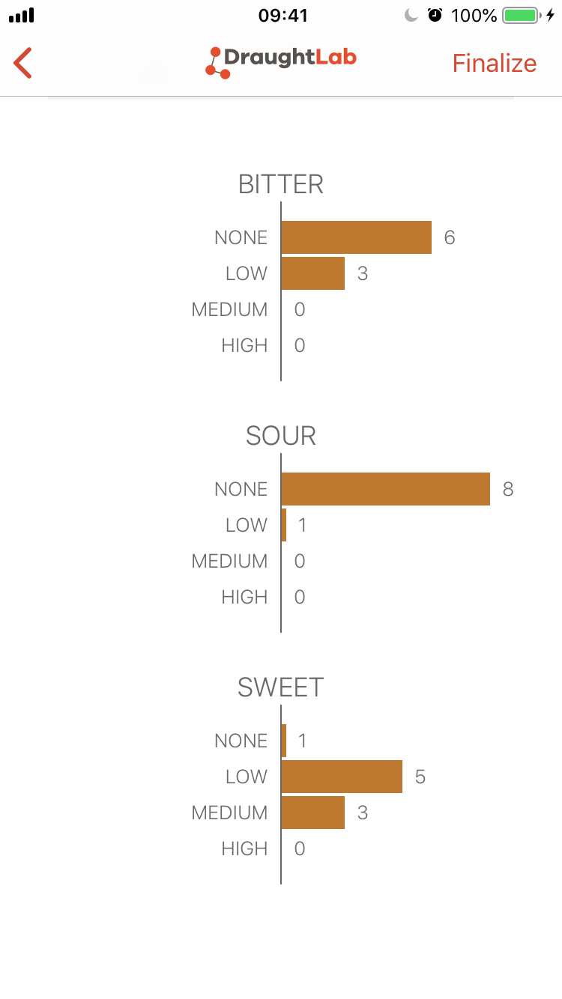 09:41 100%
DraughtLab Finalize
BITTER
NONE 6
LOW 3
MEDIUM 0
HIGH 0
SOUR
NONE 8
LOW 1
MEDIUM 0
HIGH 0
SWEET
NONE 1
LOW 5
MEDIUM 3
HIGH 0